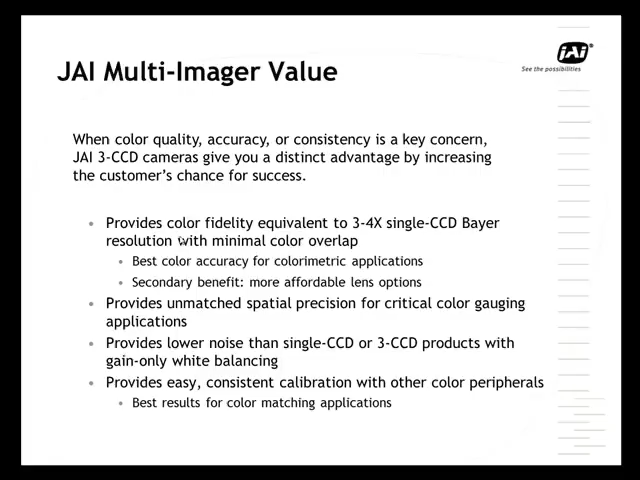 JAI
See the possibilities
JAI Multi-Imager Value
When color quality, accuracy, or consistency is a key concern,
JAI 3-CCD cameras give you a distinct advantage by increasing
the customer's chance for success.
• Provides color fidelity equivalent to 3-4X single-CCD Bayer
resolution with minimal color overlap
• Best color accuracy for colorimetric applications
• Secondary benefit: more affordable lens options
• Provides unmatched spatial precision for critical color gauging
applications
• Provides lower noise than single-CCD or 3-CCD products with
gain-only white balancing
• Provides easy, consistent calibration with other color peripherals
• Best results for color matching applications